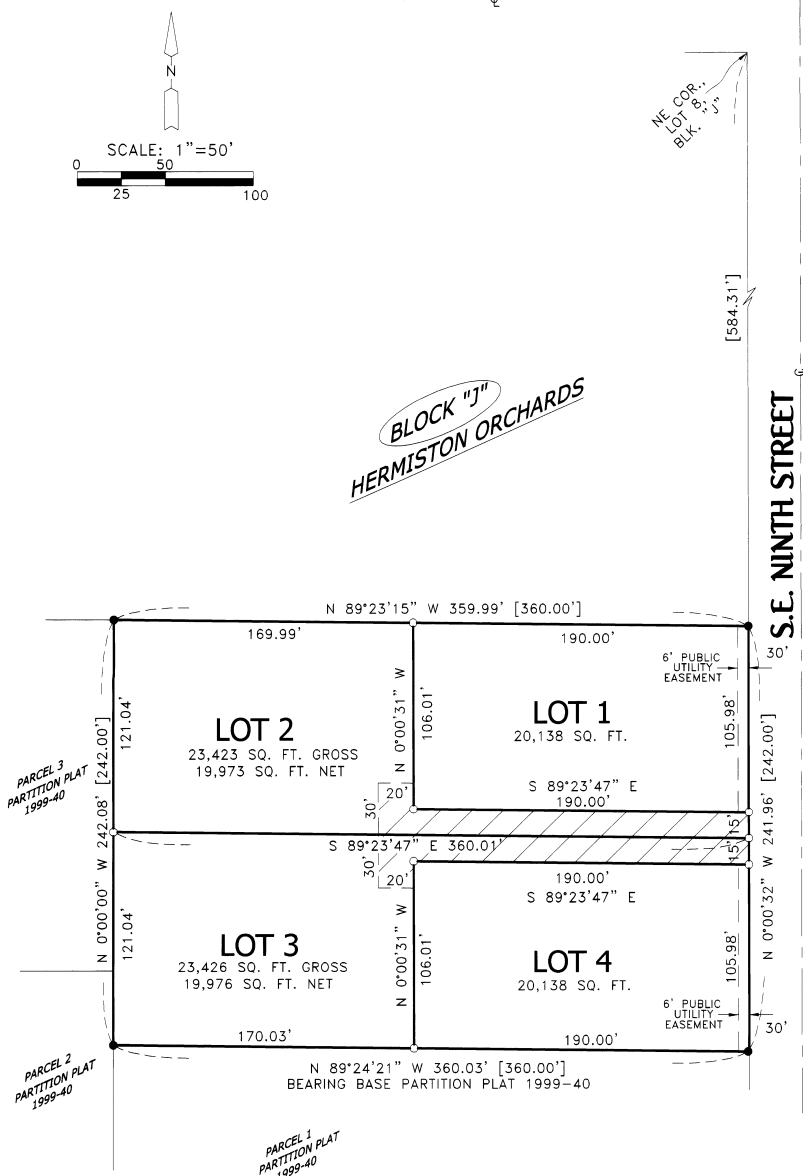 ℄
N
SCALE: 1"=50'
0 50
25 100
NE COR.,
LOT 8,
BLK. "J"
[584.31']
BLOCK "J"
HERMISTON ORCHARDS
S.E. NINTH STREET
N 89°23'15" W 359.99' [360.00']
169.99'
190.00'
30'
6' PUBLIC
UTILITY
EASEMENT
LOT 2
23,423 SQ. FT. GROSS
19,973 SQ. FT. NET
LOT 1
20,138 SQ. FT.
121.04'
N 0°00'31" W
106.01'
105.98'
PARCEL 3
PARTITION PLAT
1999-40
N 0°00'00" W 242.08' [242.00']
N 0°00'32" W 241.96' [242.00']
S 89°23'47" E
190.00'
20'
30'
15'
S 89°23'47" E 360.01'
15'
30'
20'
190.00'
S 89°23'47" E
121.04'
N 0°00'31" W
106.01'
105.98'
LOT 3
23,426 SQ. FT. GROSS
19,976 SQ. FT. NET
LOT 4
20,138 SQ. FT.
6' PUBLIC
UTILITY
EASEMENT
30'
170.03'
190.00'
N 89°24'21" W 360.03' [360.00']
BEARING BASE PARTITION PLAT 1999-40
PARCEL 2
PARTITION PLAT
1999-40
PARCEL 1
PARTITION PLAT
1999-40